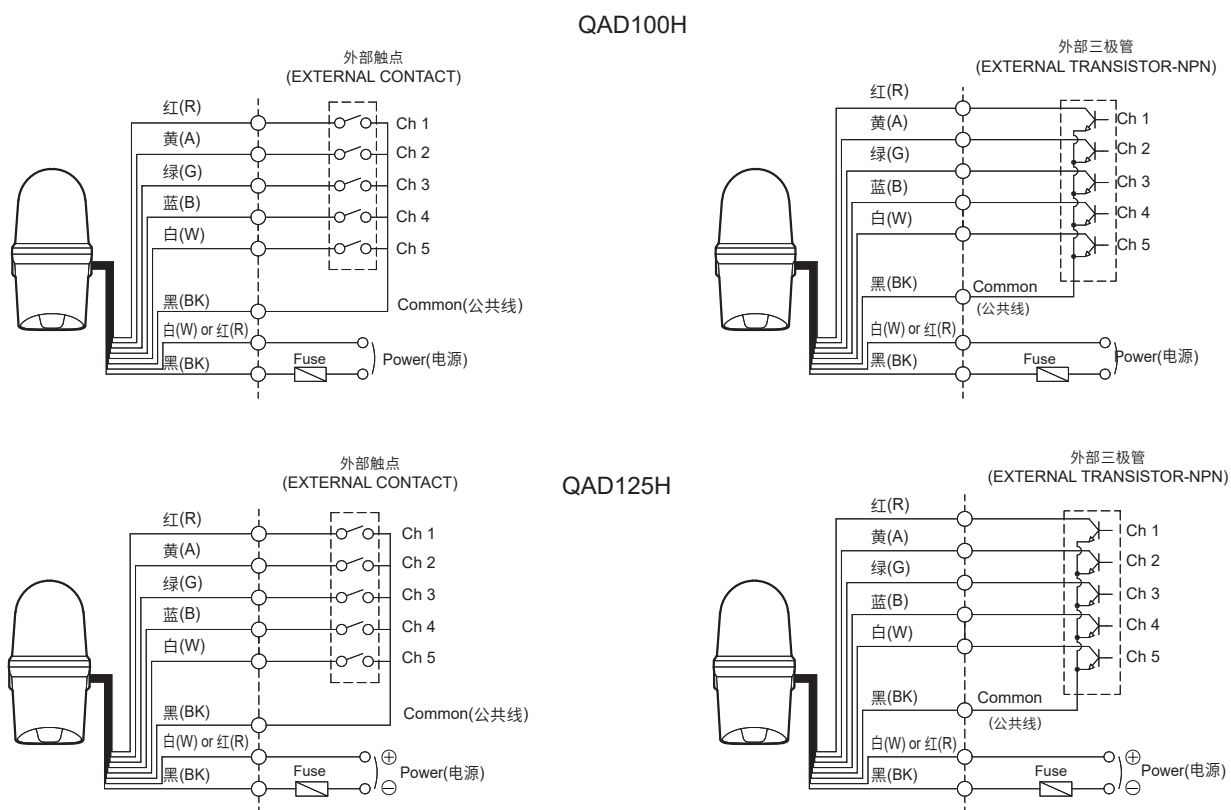 QAD100H
外部触点
(EXTERNAL CONTACT)
红(R)
黄(A)
绿(G)
蓝(B)
白(W)
黑(BK)
白(W) or 红(R)
黑(BK)
Ch 1
Ch 2
Ch 3
Ch 4
Ch 5
Common(公共线)
Fuse
Power(电源)
外部三极管
(EXTERNAL TRANSISTOR-NPN)
红(R)
黄(A)
绿(G)
蓝(B)
白(W)
黑(BK)
白(W) or 红(R)
黑(BK)
Ch 1
Ch 2
Ch 3
Ch 4
Ch 5
Common
(公共线)
Fuse
Power(电源)
QAD125H
外部触点
(EXTERNAL CONTACT)
红(R)
黄(A)
绿(G)
蓝(B)
白(W)
黑(BK)
白(W) or 红(R)
黑(BK)
Ch 1
Ch 2
Ch 3
Ch 4
Ch 5
Common(公共线)
Fuse
⊕
⊖
Power(电源)
外部三极管
(EXTERNAL TRANSISTOR-NPN)
红(R)
黄(A)
绿(G)
蓝(B)
白(W)
黑(BK)
白(W) or 红(R)
黑(BK)
Ch 1
Ch 2
Ch 3
Ch 4
Ch 5
Common
(公共线)
Fuse
⊕
⊖
Power(电源)